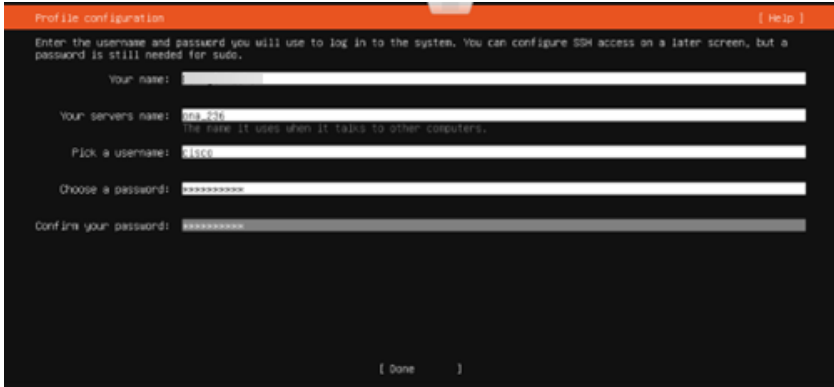 Profile configuration [ Help ]
Enter the username and password you will use to log in to the system. You can configure SSH access on a later screen, but a
password is still needed for sudo.
Your name:
Your servers name: ona_236
The name it uses when it talks to other computers.
Pick a username: cisco
Choose a password: **********
Confirm your password: **********
[ Done ]